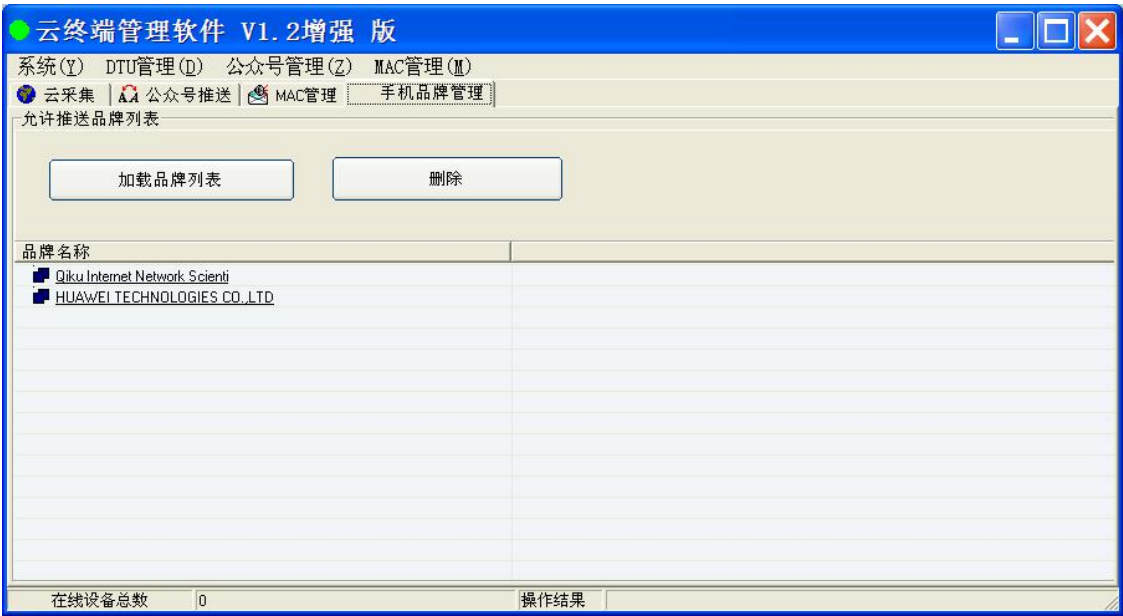 云终端管理软件 V1.2增强 版
系统(Y) DTU管理(D) 公众号管理(Z) MAC管理(M)
云采集 公众号推送 MAC管理 手机品牌管理
允许推送品牌列表
加载品牌列表 删除
品牌名称
Qiku Internet Network Scienti
HUAWEI TECHNOLOGIES CO.,LTD
在线设备总数 0 操作结果